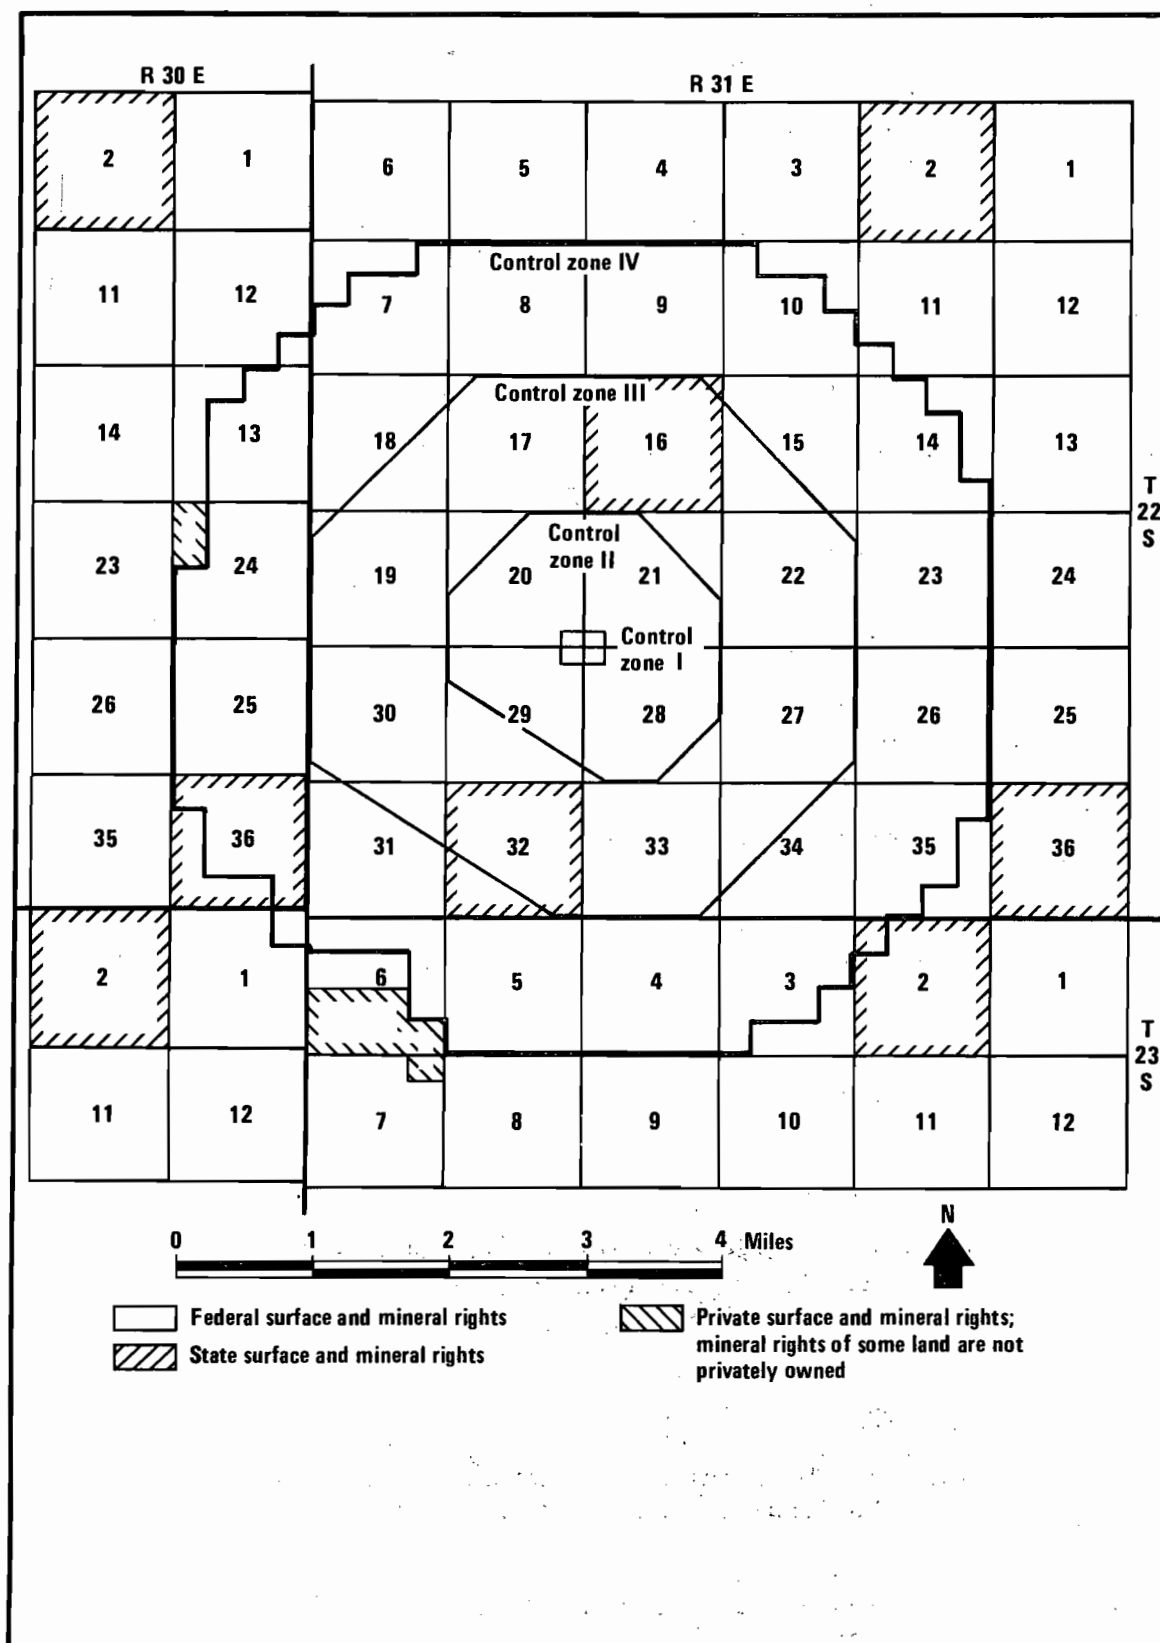 R 30 E
R 31 E
2 1 6 5 4 3 2 1
Control zone IV
11 12 7 8 9 10 11 12
Control zone III
14 13 18 17 16 15 14 13
T
22
S
Control
zone II
23 24 19 20 21 22 23 24
Control
zone I
26 25 30 29 28 27 26 25
35 36 31 32 33 34 35 36
2 1 6 5 4 3 2 1
T
23
S
11 12 7 8 9 10 11 12
N
0 1 2 3 4 Miles
Federal surface and mineral rights
State surface and mineral rights
Private surface and mineral rights;
mineral rights of some land are not
privately owned